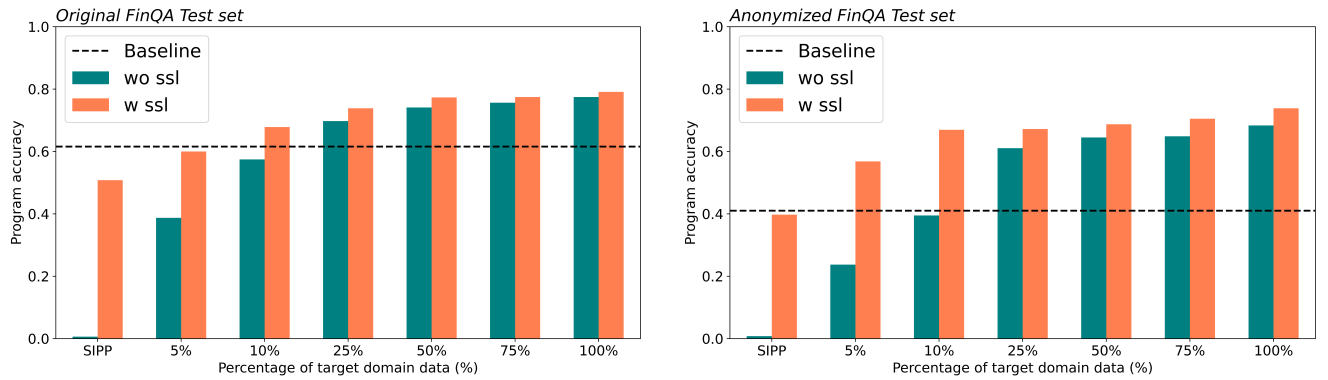 Original FinQA Test set
1.0
0.8
0.6
0.4
0.2
0.0
Program accuracy
Baseline
wo ssl
w ssl
SIPP 5% 10% 25% 50% 75% 100%
Percentage of target domain data (%)
Anonymized FinQA Test set
1.0
0.8
0.6
0.4
0.2
0.0
Program accuracy
Baseline
wo ssl
w ssl
SIPP 5% 10% 25% 50% 75% 100%
Percentage of target domain data (%)